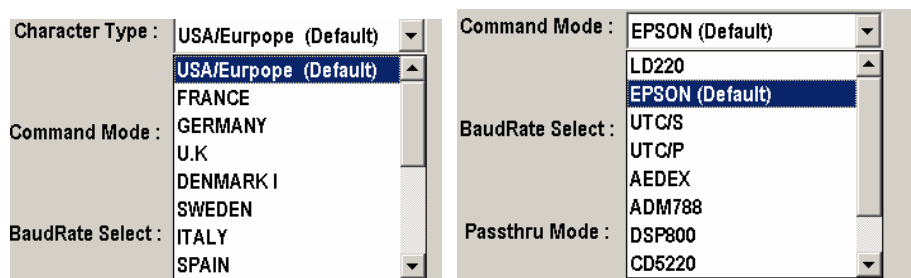 Character Type : USA/Eurpope (Default)
USA/Eurpope (Default)
FRANCE
GERMANY
U.K
DENMARK I
SWEDEN
ITALY
SPAIN
Command Mode :
BaudRate Select :
Command Mode : EPSON (Default)
LD220
EPSON (Default)
UTC/S
UTC/P
AEDEX
ADM788
DSP800
CD5220
BaudRate Select :
Passthru Mode :